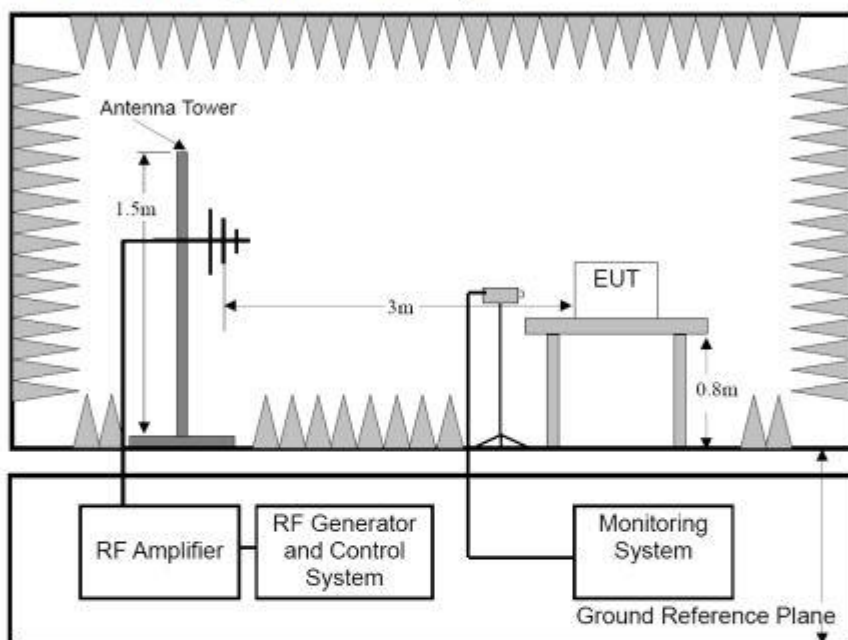 Antenna Tower
1.5m
EUT
3m
0.8m
RF Amplifier
RF Generator
and Control
System
Monitoring
System
Ground Reference Plane